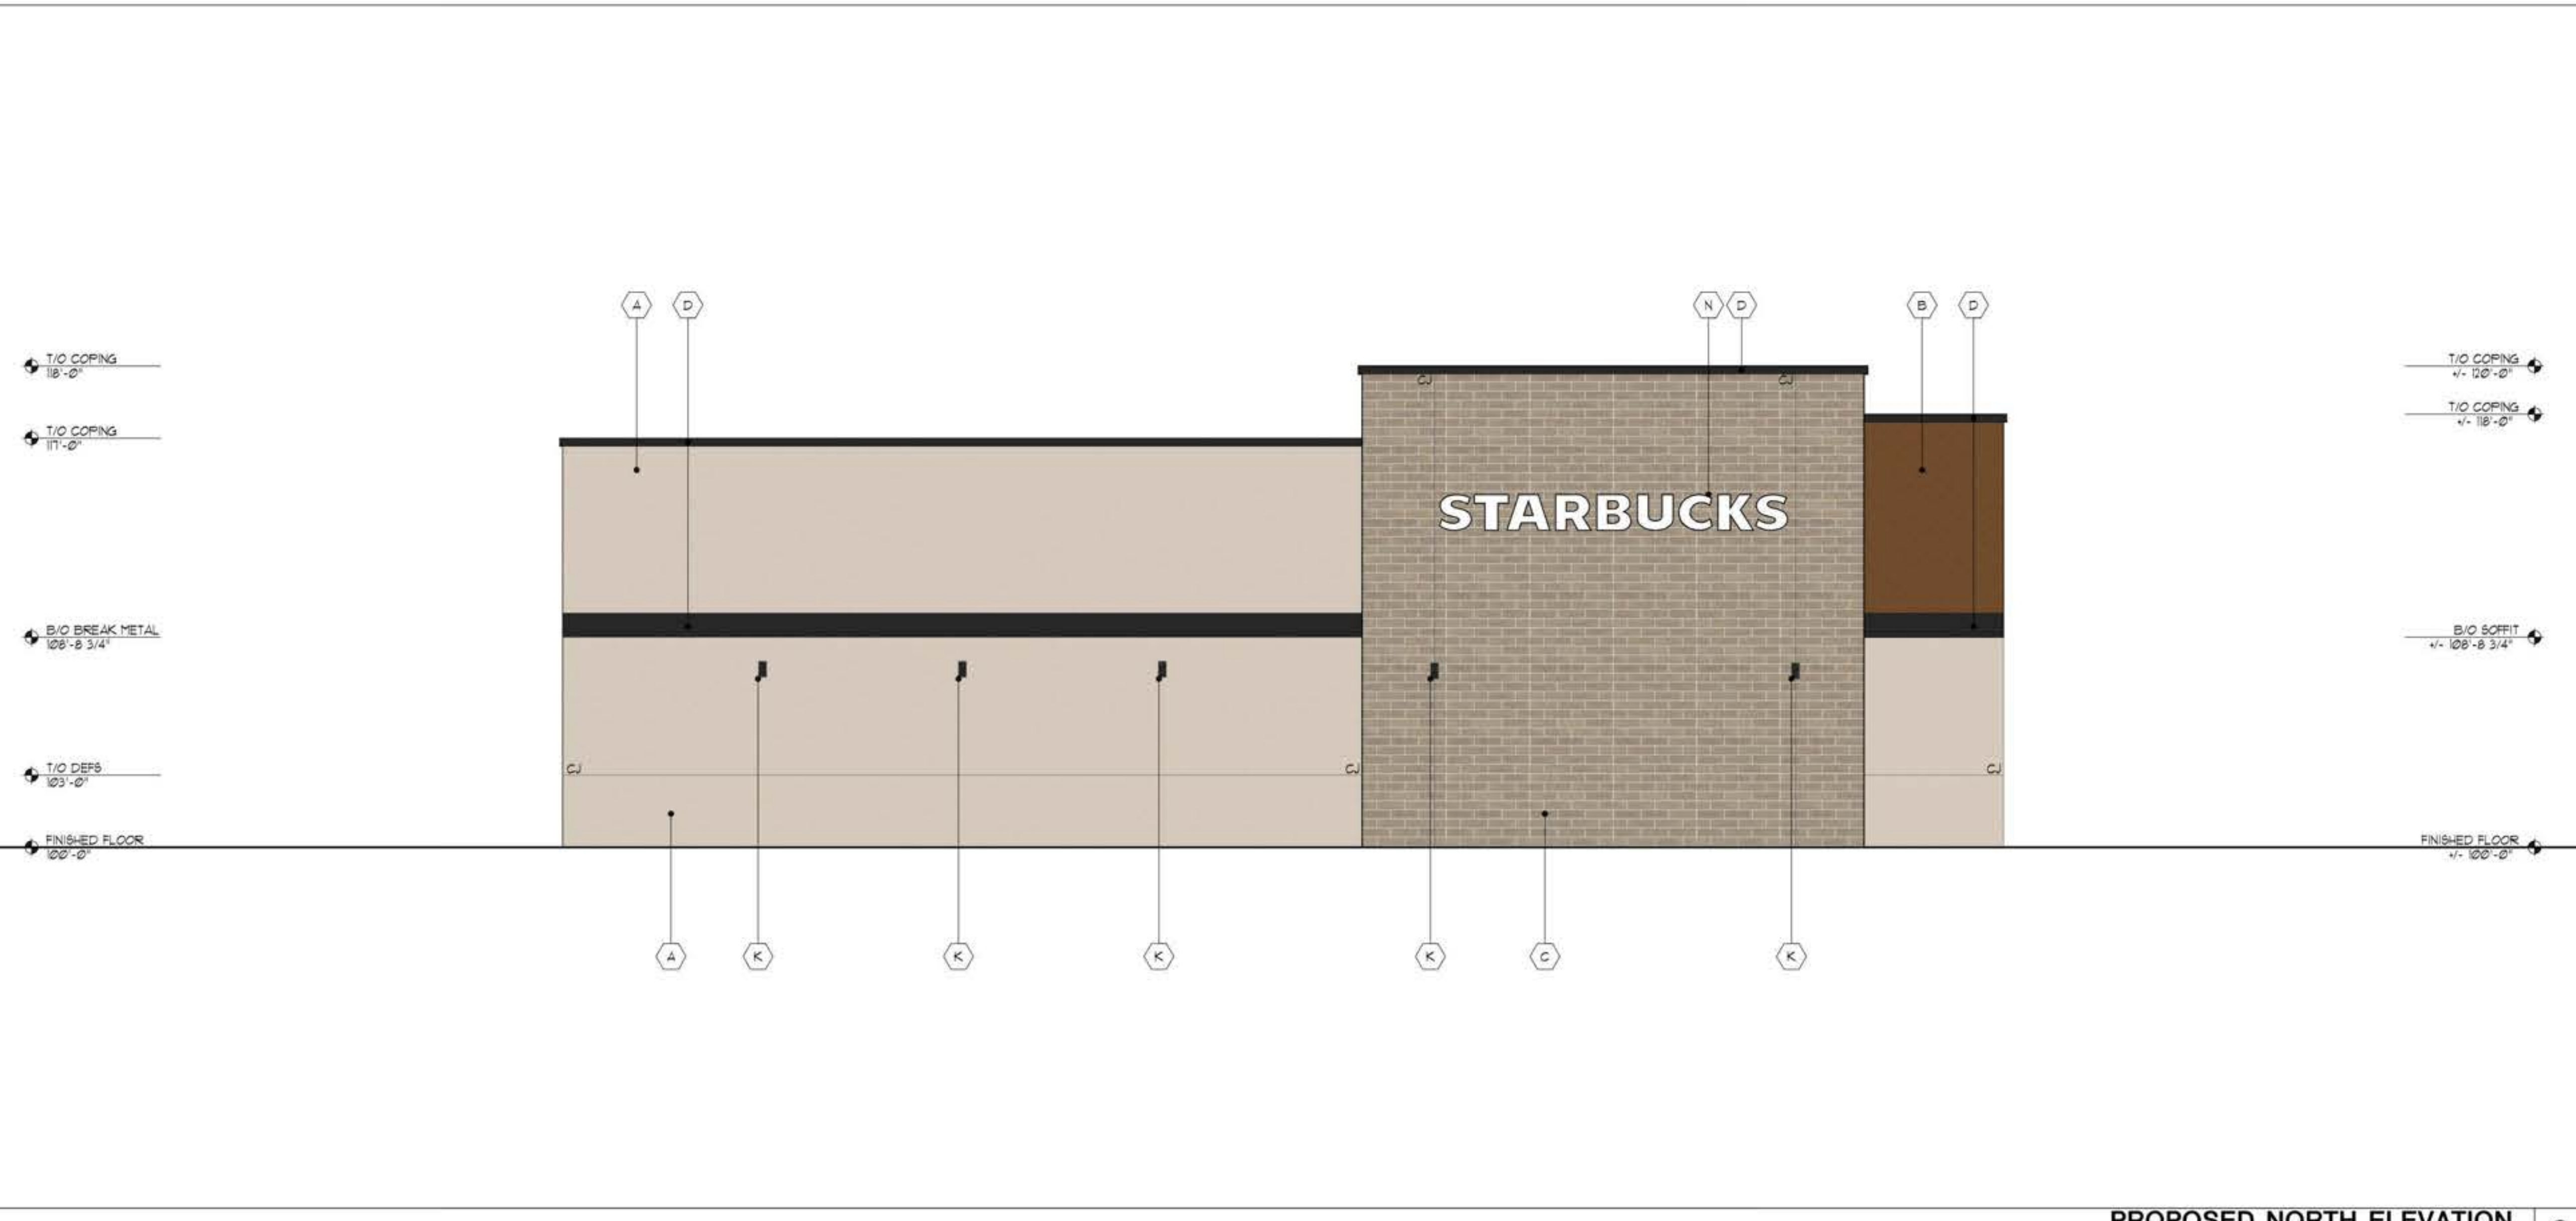 A D N D B D
T/O COPING
118'-0"
T/O COPING
+/- 120'-0"
T/O COPING
+/- 118'-0"
T/O COPING
117'-0"
CJ CJ
STARBUCKS
B/O BREAK METAL
108'-8 3/4"
B/O SOFFIT
+/- 108'-8 3/4"
T/O DEFS
103'-0"
CJ CJ CJ
FINISHED FLOOR
100'-0"
FINISHED FLOOR
+/- 100'-0"
A K K K K C K
PROPOSED NORTH ELEVATION